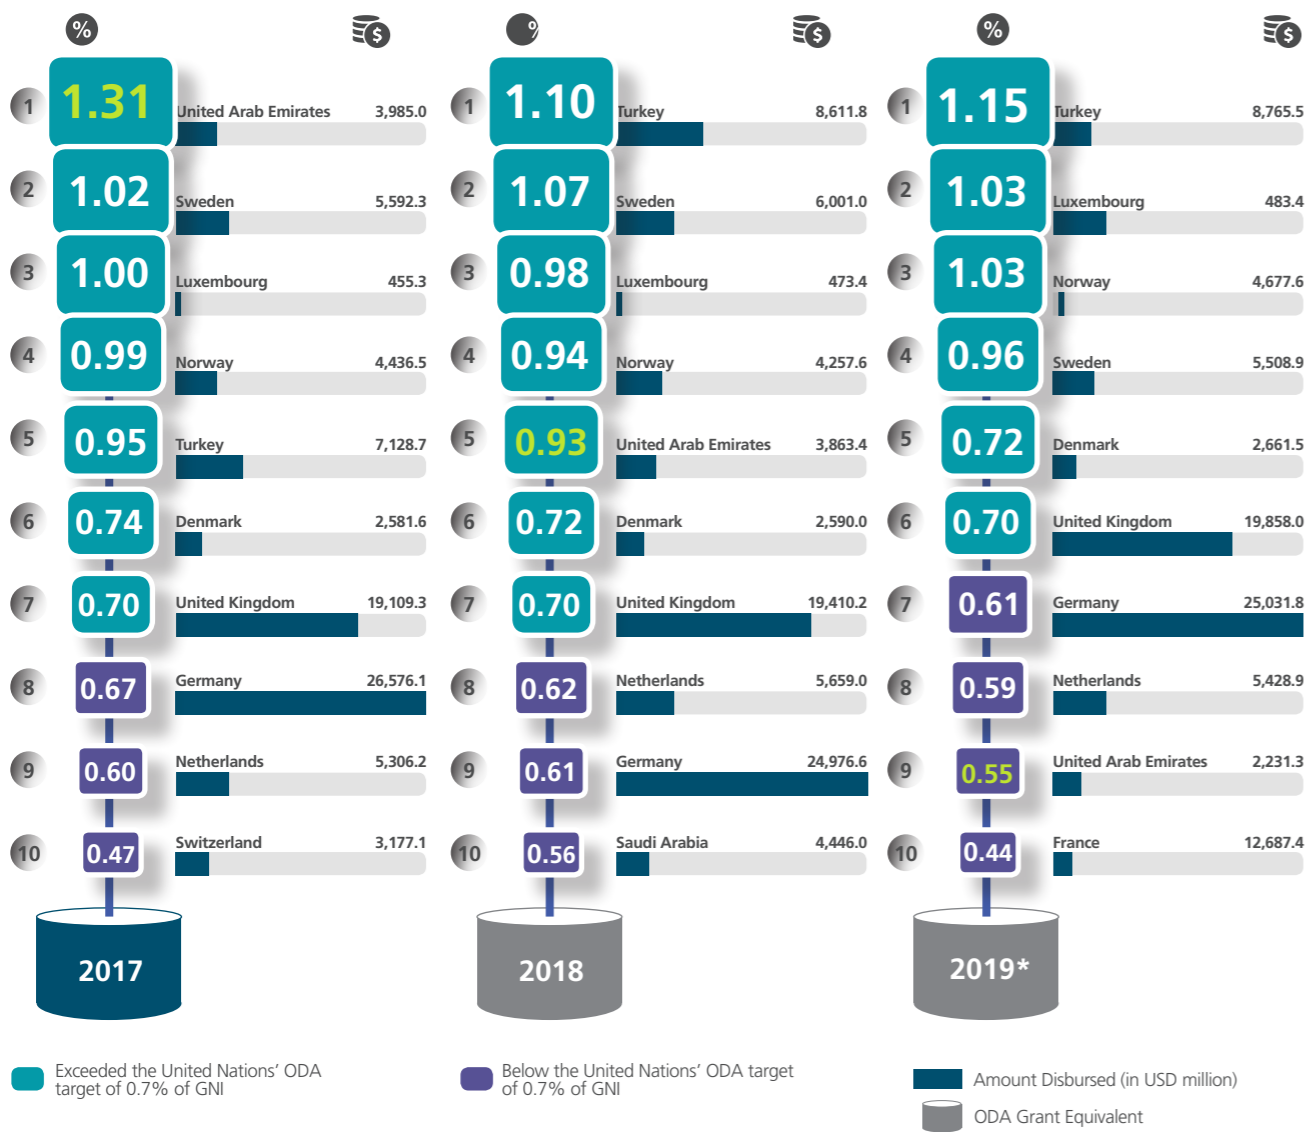 %
$
1
1.31
United Arab Emirates 3,985.0
2
1.02
Sweden 5,592.3
3
1.00
Luxembourg 455.3
4
0.99
Norway 4,436.5
5
0.95
Turkey 7,128.7
6
0.74
Denmark 2,581.6
7
0.70
United Kingdom 19,109.3
8
0.67
Germany 26,576.1
9
0.60
Netherlands 5,306.2
10
0.47
Switzerland 3,177.1
2017
%
$
1
1.10
Turkey 8,611.8
2
1.07
Sweden 6,001.0
3
0.98
Luxembourg 473.4
4
0.94
Norway 4,257.6
5
0.93
United Arab Emirates 3,863.4
6
0.72
Denmark 2,590.0
7
0.70
United Kingdom 19,410.2
8
0.62
Netherlands 5,659.0
9
0.61
Germany 24,976.6
10
0.56
Saudi Arabia 4,446.0
2018
%
$
1
1.15
Turkey 8,765.5
2
1.03
Luxembourg 483.4
3
1.03
Norway 4,677.6
4
0.96
Sweden 5,508.9
5
0.72
Denmark 2,661.5
6
0.70
United Kingdom 19,858.0
7
0.61
Germany 25,031.8
8
0.59
Netherlands 5,428.9
9
0.55
United Arab Emirates 2,231.3
10
0.44
France 12,687.4
2019*
Exceeded the United Nations’ ODA
target of 0.7% of GNI
Below the United Nations’ ODA target
of 0.7% of GNI
Amount Disbursed (in USD million)
ODA Grant Equivalent